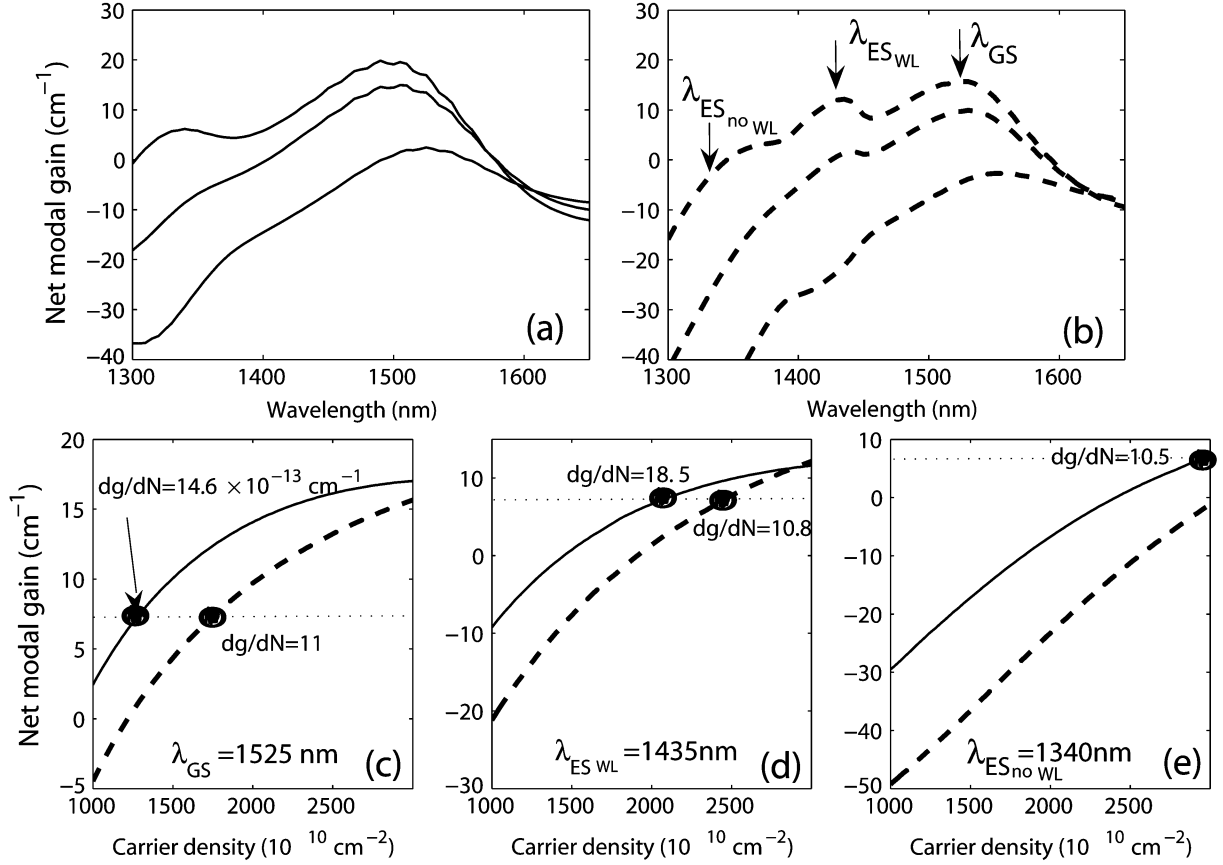 30
20
10
0
−10
−20
−30
−40
1300
1400
1500
1600
Net modal gain (cm−1)
Wavelength (nm)
(a)
30
20
10
0
−10
−20
−30
−40
1300
1400
1500
1600
λES no WL
λES WL
λGS
Wavelength (nm)
(b)
20
15
10
5
0
−5
1000
1500
2000
2500
Net modal gain (cm−1)
dg/dN=14.6 ×10−13 cm−1
dg/dN=11
λGS =1525 nm
(c)
Carrier density (10 10 cm−2)
10
0
−10
−20
−30
1000
1500
2000
2500
dg/dN=18.5
dg/dN=10.8
λES WL =1435nm
(d)
Carrier density (10 10 cm−2)
10
0
−10
−20
−30
−40
−50
1000
1500
2000
2500
dg/dN=10.5
λES no WL =1340nm
(e)
Carrier density (10 10 cm−2)